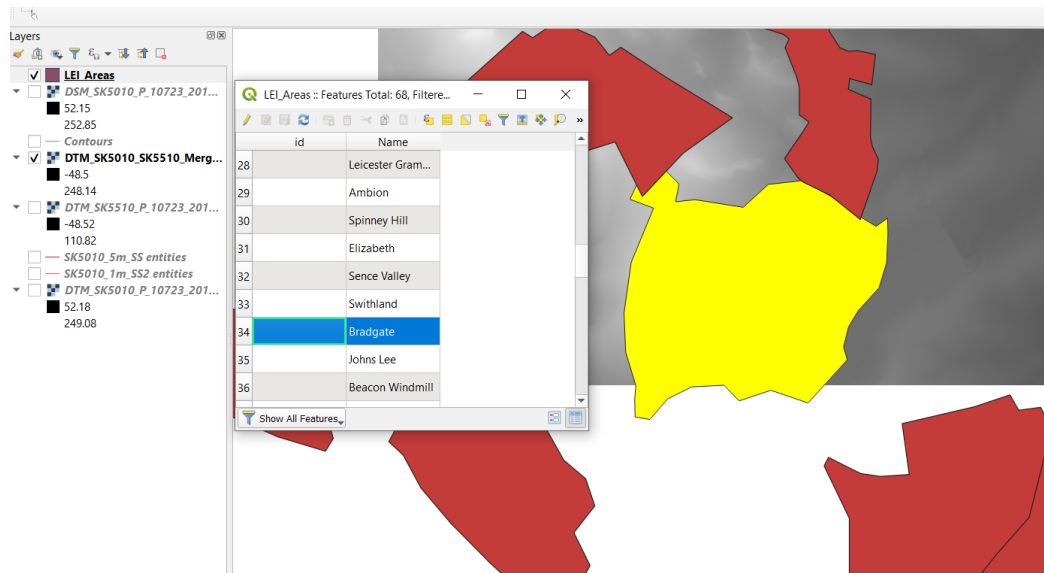 Layers
LEI_Areas
DSM_SK5010_P_10723_201...
52.15
252.85
Contours
DTM_SK5010_SK5510_Merg...
-48.5
248.14
DTM_SK5510_P_10723_201...
-48.52
110.82
SK5010_5m_SS entities
SK5010_1m_SS2 entities
DTM_SK5010_P_10723_201...
52.18
249.08
LEI_Areas :: Features Total: 68, Filtere...
id Name
28 Leicester Gram...
29 Ambion
30 Spinney Hill
31 Elizabeth
32 Sence Valley
33 Swithland
34 Bradgate
35 Johns Lee
36 Beacon Windmill
Show All Features